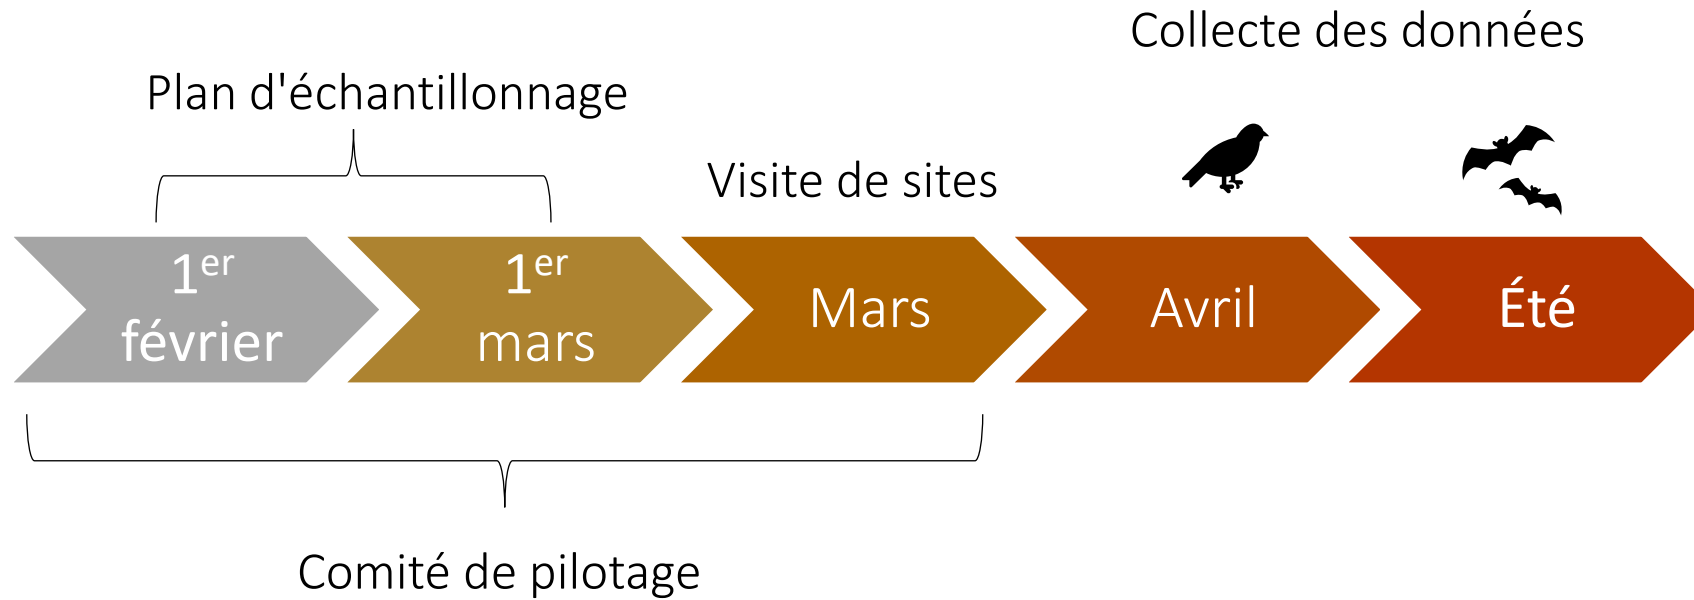 Collecte des données
Plan d'échantillonnage
Visite de sites
1er
février
1er
mars
Mars
Avril
Été
Comité de pilotage